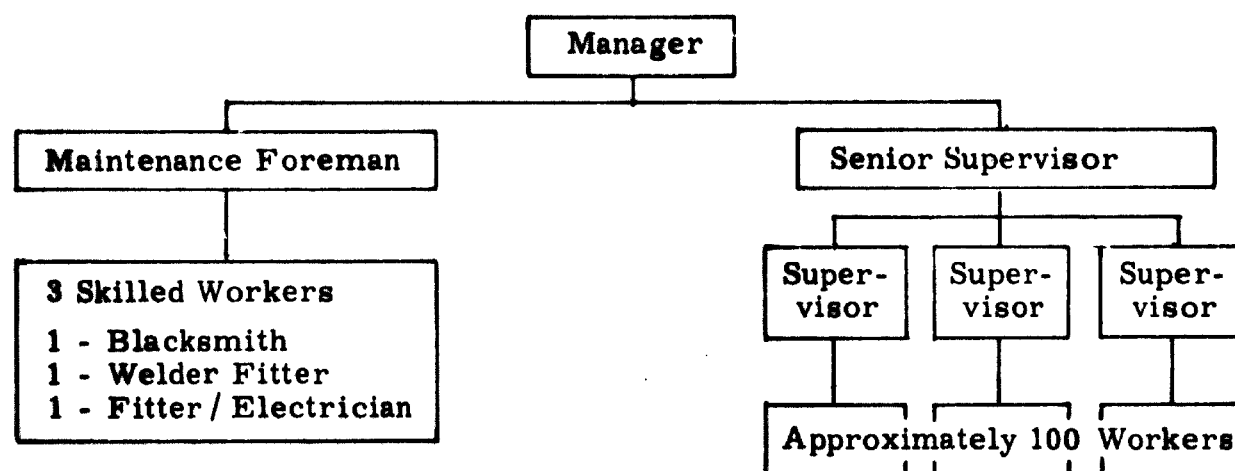 Manager
Maintenance Foreman
Senior Supervisor
3 Skilled Workers
1 - Blacksmith
1 - Welder Fitter
1 - Fitter / Electrician
Super-
visor
Super-
visor
Super-
visor
Approximately 100 Workers